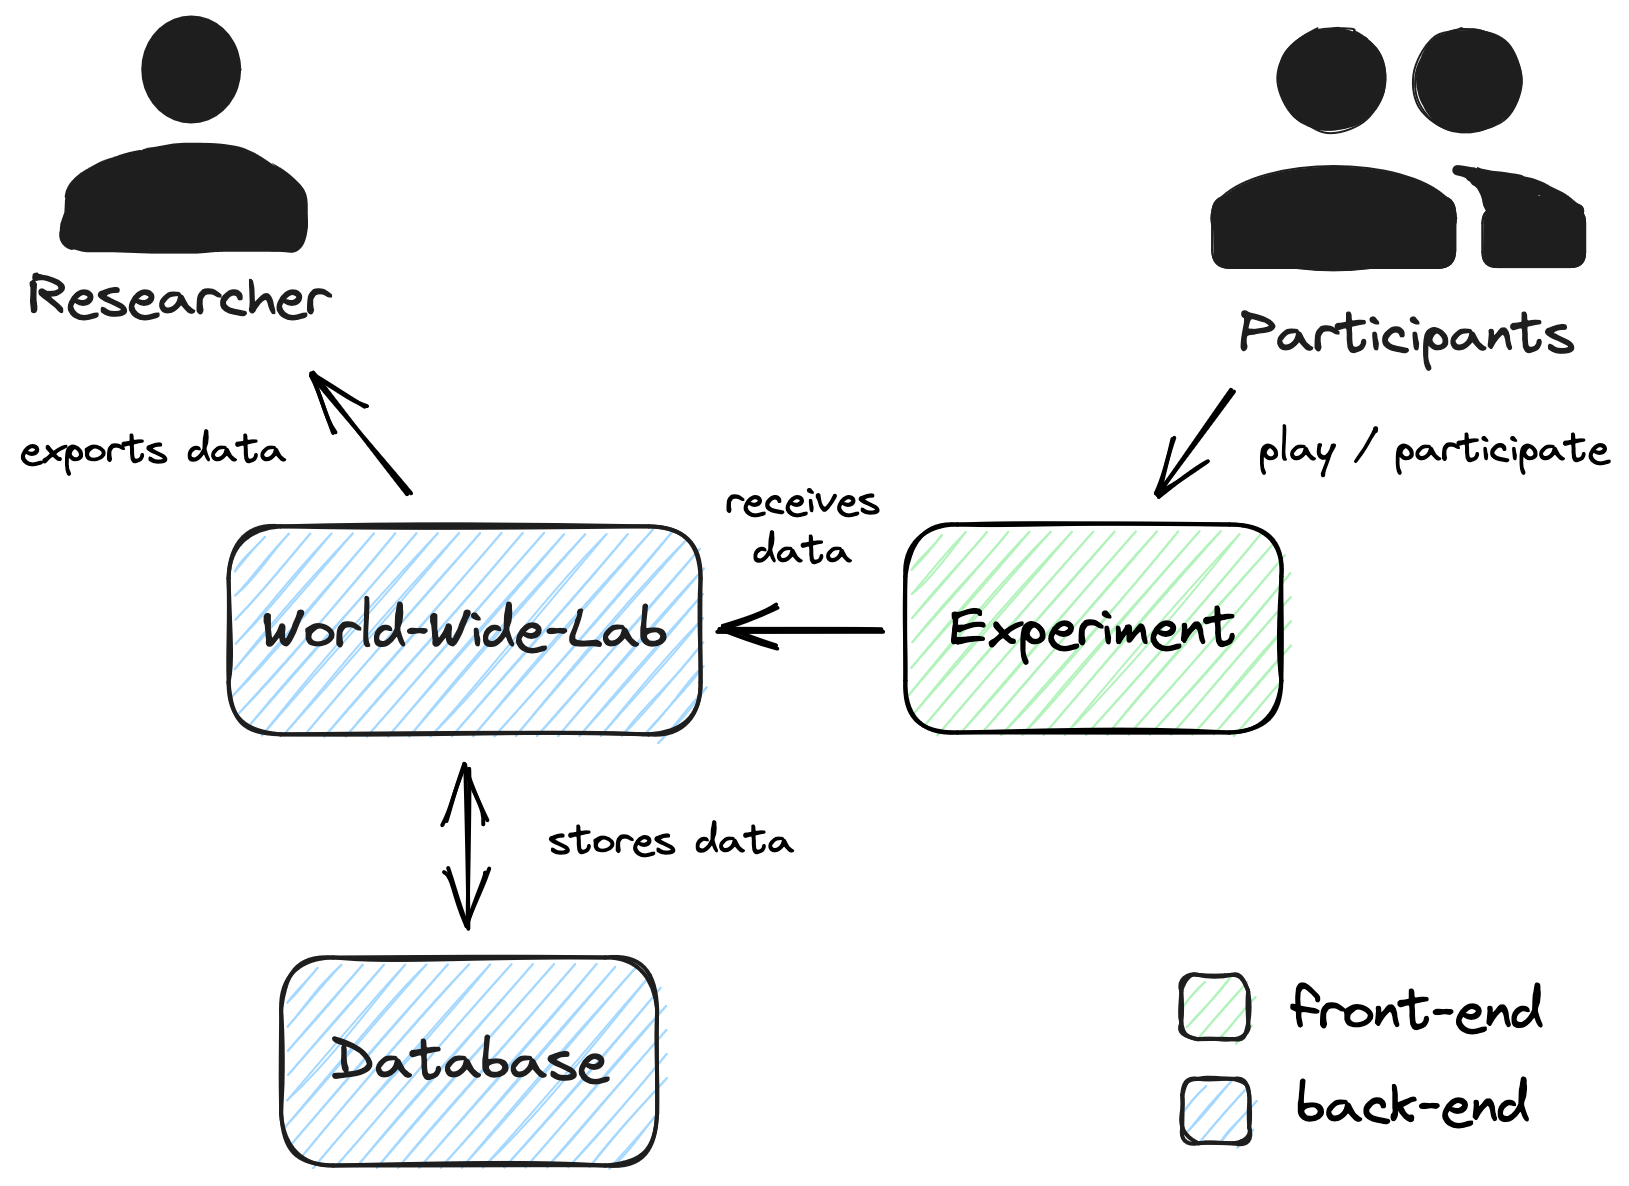 Researcher
Participants
exports data
play / participate
receives
data
World-Wide-Lab
Experiment
stores data
Database
front-end
back-end